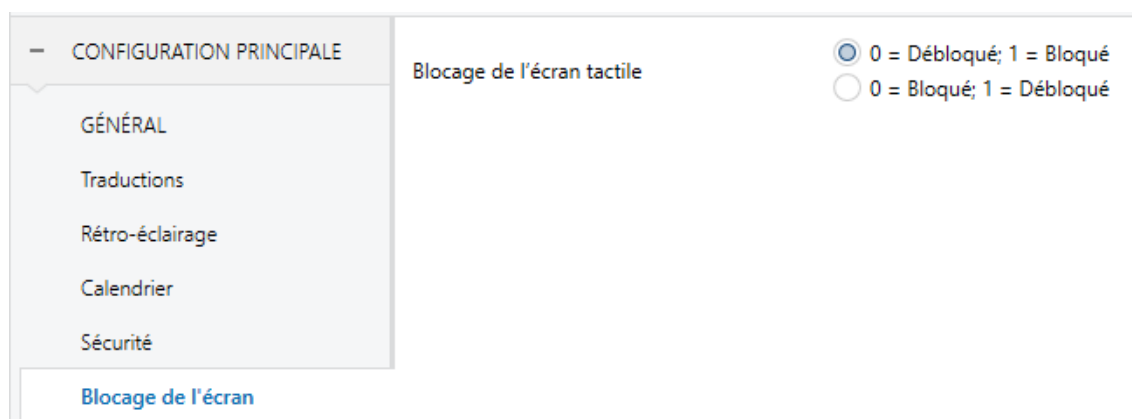 CONFIGURATION PRINCIPALE
GÉNÉRAL
Traductions
Rétro-éclairage
Calendrier
Sécurité
Blocage de l'écran
Blocage de l’écran tactile
0 = Débloqué; 1 = Bloqué
0 = Bloqué; 1 = Débloqué